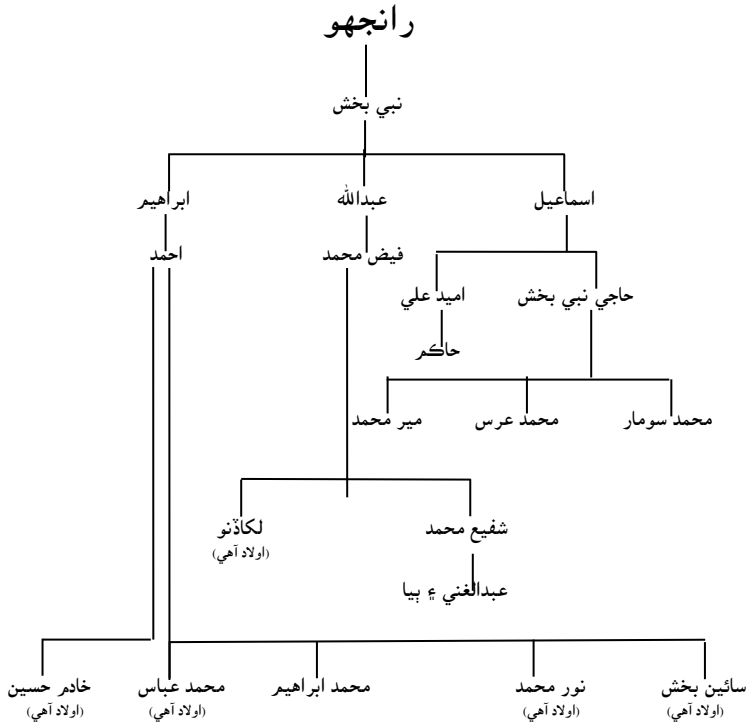 رانجهو
نبي بخش
اسماعيل عبدالله ابراهيم
فيض محمد احمد
حاجي نبي بخش اميد علي
حاڪم
محمد سومار محمد عرس مير محمد
شفيع محمد لکاڏنو
(اولاد آهي)
عبدالغني ۽ ٻيا
سائين بخش نور محمد محمد ابراهيم محمد عباس خادم حسين
(اولاد آهي) (اولاد آهي) (اولاد آهي) (اولاد آهي)